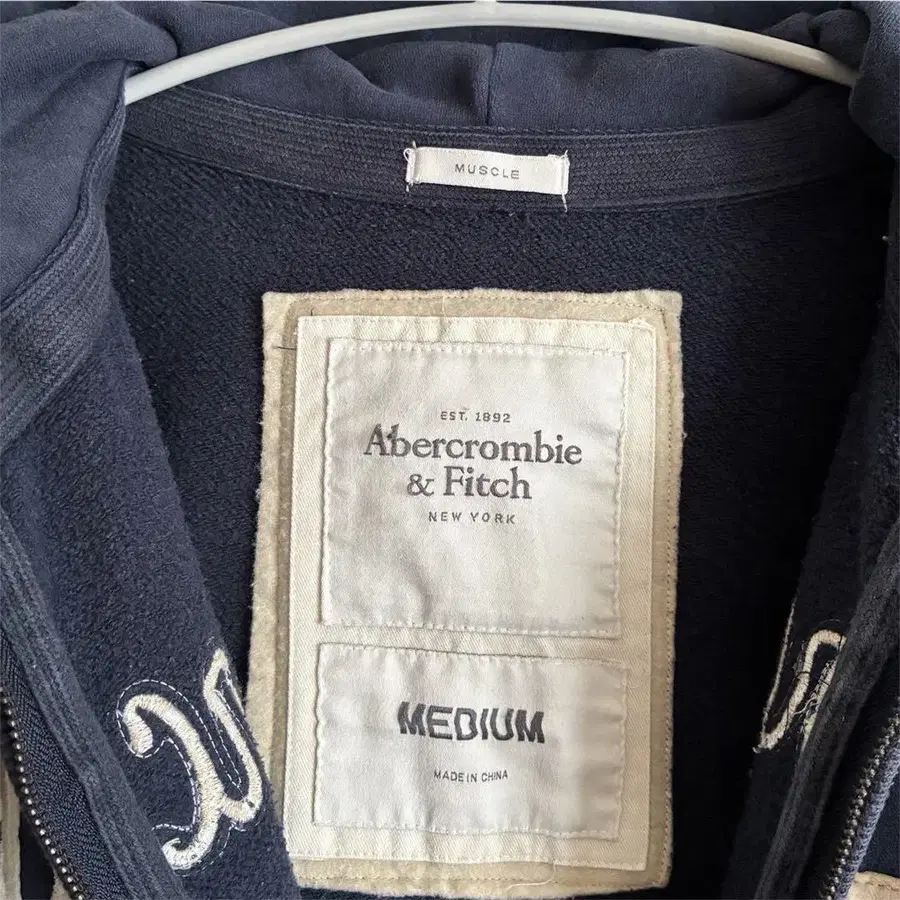 MUSCLE
EST. 1892
Abercrombie
& Fitch
NEW YORK
MEDIUM
MADE IN CHINA